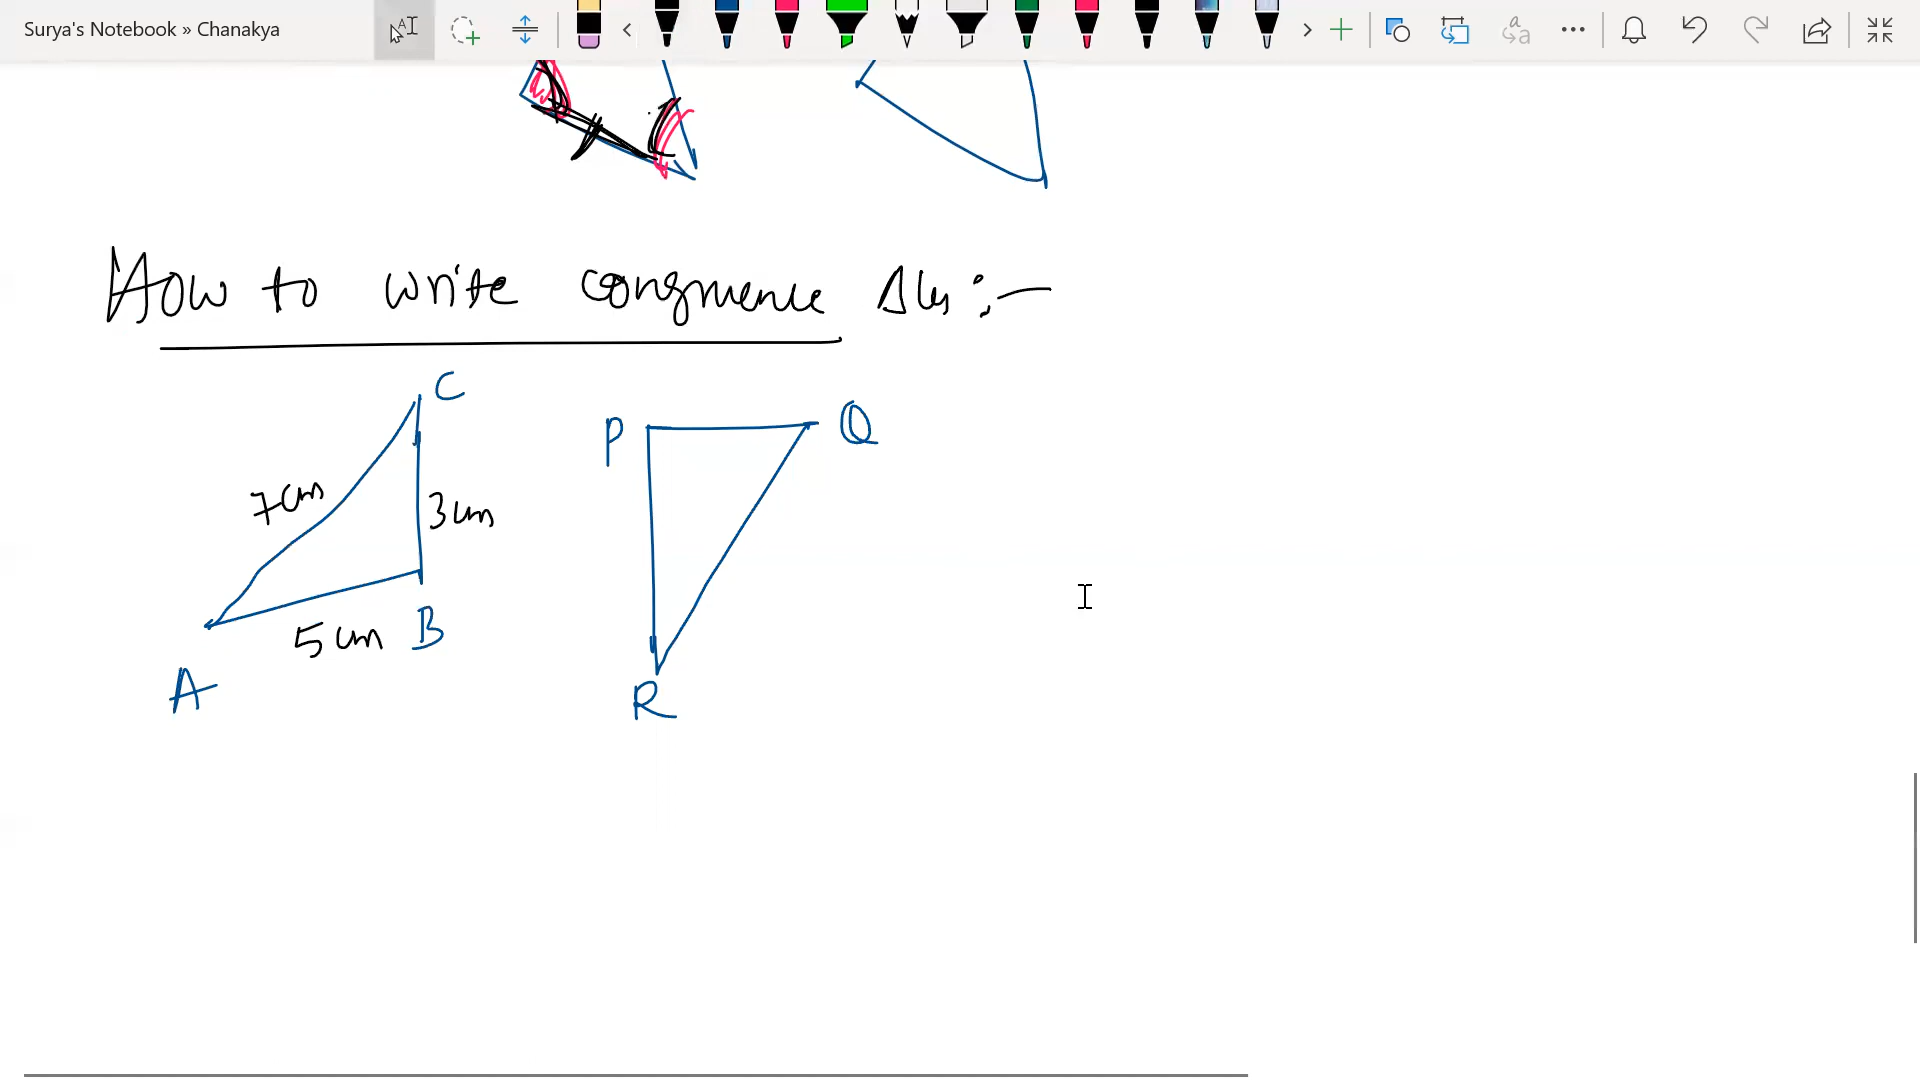 Surya's Notebook » Chanakya
How to write congruence Δles :-
C
P
Q
7cm
3cm
5cm
B
A
R